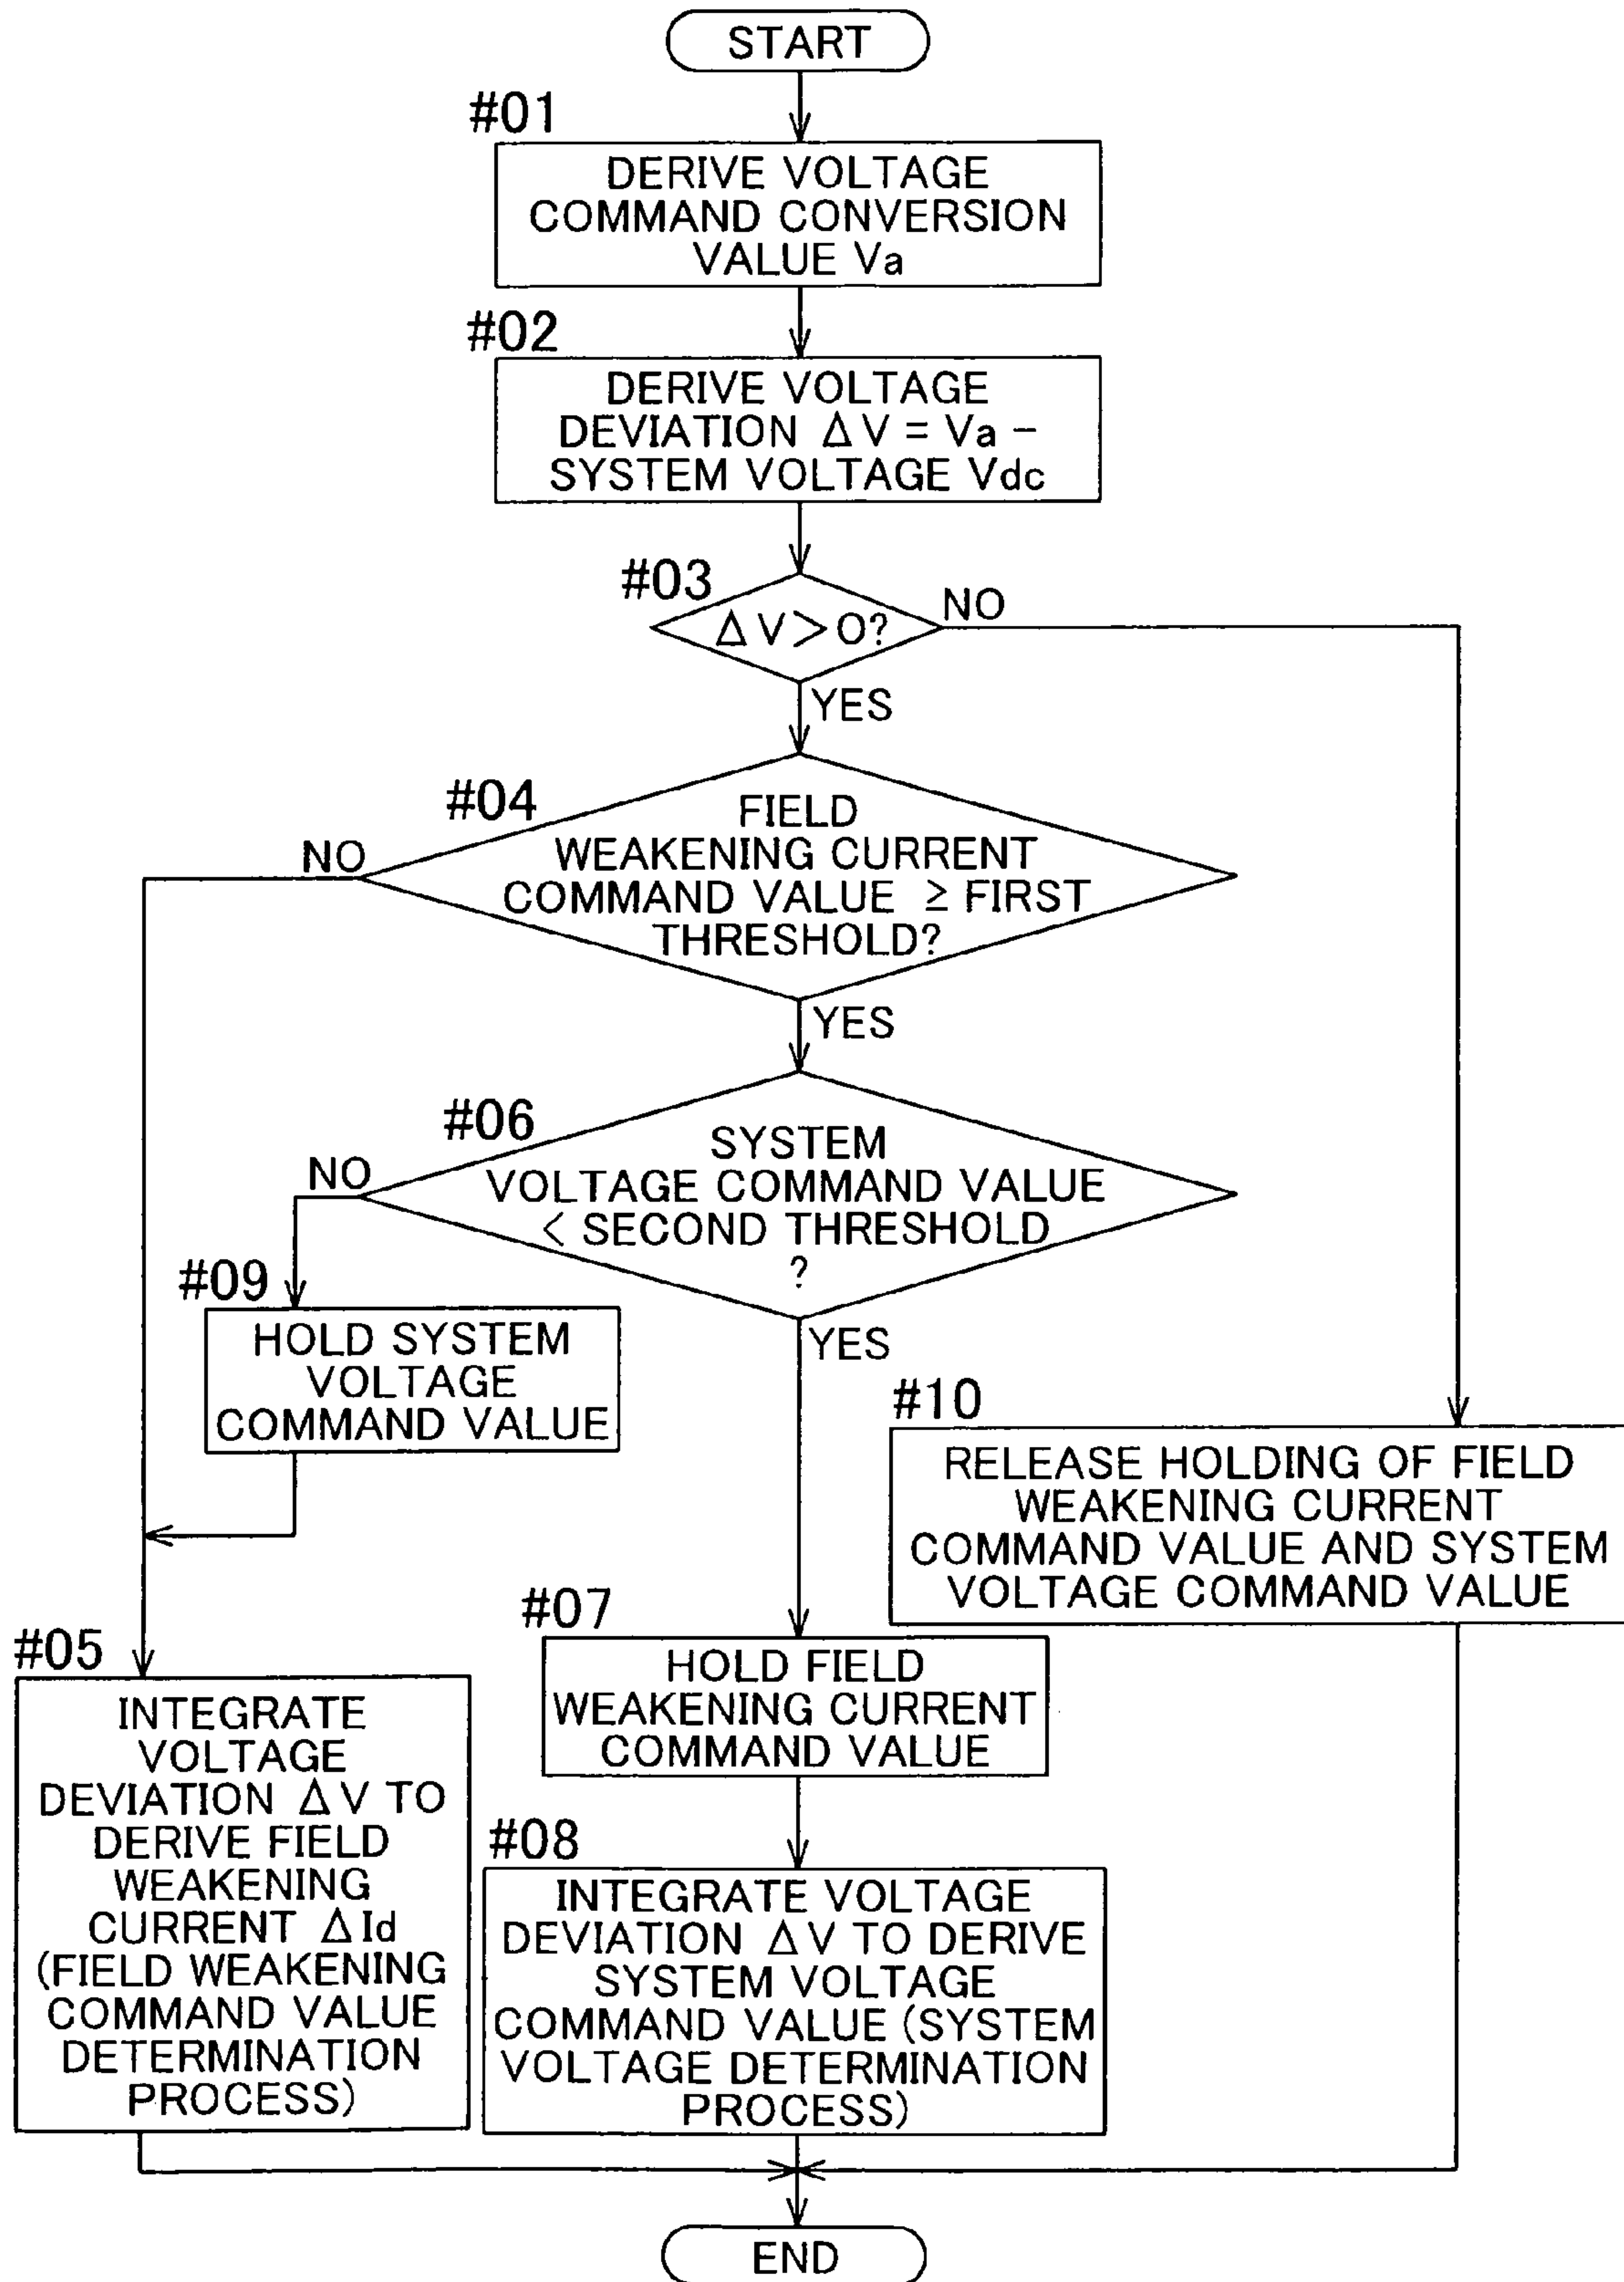 START
#01
DERIVE VOLTAGE
COMMAND CONVERSION
VALUE Va
#02
DERIVE VOLTAGE
DEVIATION ΔV = Va -
SYSTEM VOLTAGE Vdc
#03
ΔV>0?
NO
YES
#04
FIELD
WEAKENING CURRENT
COMMAND VALUE ≥ FIRST
THRESHOLD?
NO
YES
#06
SYSTEM
VOLTAGE COMMAND VALUE
< SECOND THRESHOLD
?
NO
YES
#09
HOLD SYSTEM
VOLTAGE
COMMAND VALUE
#10
RELEASE HOLDING OF FIELD
WEAKENING CURRENT
COMMAND VALUE AND SYSTEM
VOLTAGE COMMAND VALUE
#07
HOLD FIELD
WEAKENING CURRENT
COMMAND VALUE
#05
INTEGRATE
VOLTAGE
DEVIATION ΔV TO
DERIVE FIELD
WEAKENING
CURRENT ΔId
(FIELD WEAKENING
COMMAND VALUE
DETERMINATION
PROCESS)
#08
INTEGRATE VOLTAGE
DEVIATION ΔV TO DERIVE
SYSTEM VOLTAGE
COMMAND VALUE (SYSTEM
VOLTAGE DETERMINATION
PROCESS)
END